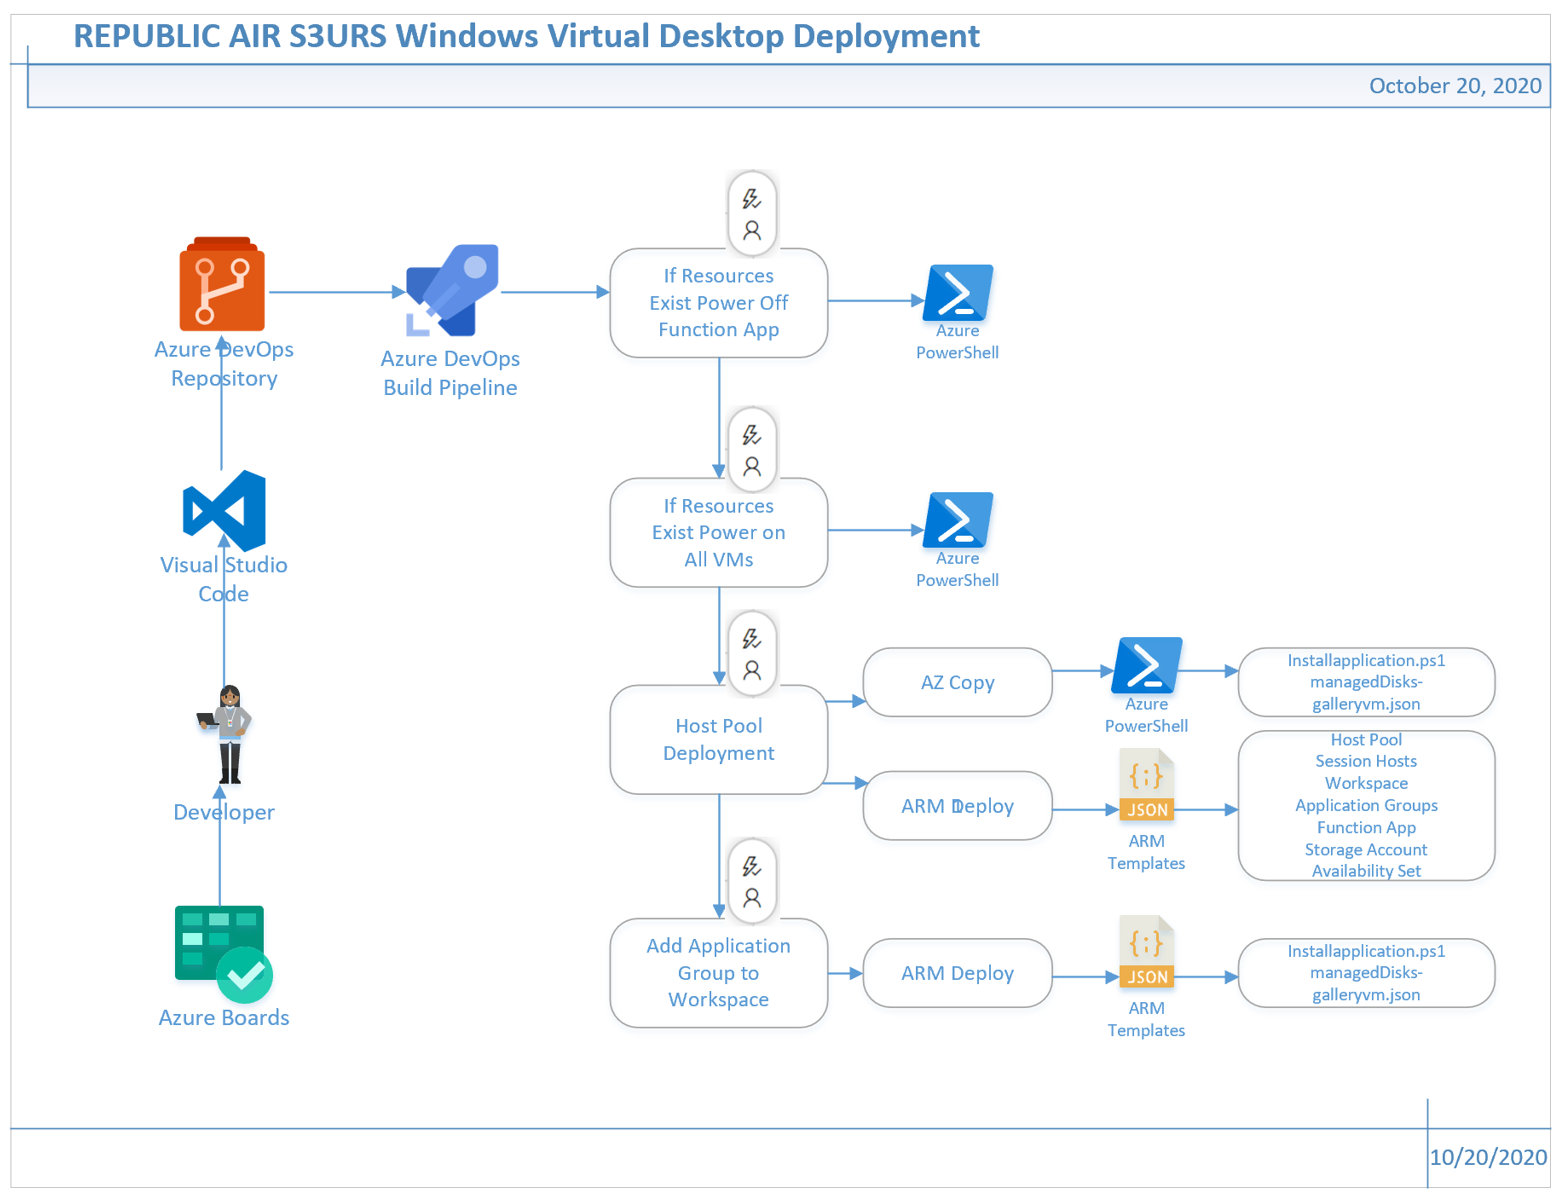 REPUBLIC AIR S3URS Windows Virtual Desktop Deployment
October 20, 2020
Azure DevOps
Repository
Azure DevOps
Build Pipeline
If Resources
Exist Power Off
Function App
Azure
PowerShell
Visual Studio
Code
If Resources
Exist Power on
All VMs
Azure
PowerShell
Developer
Host Pool
Deployment
AZ Copy
Azure
PowerShell
Installapplication.ps1
managedDisks-
galleryvm.json
ARM Deploy
{;}
JSON
ARM
Templates
Host Pool
Session Hosts
Workspace
Application Groups
Function App
Storage Account
Availability Set
Azure Boards
Add Application
Group to
Workspace
ARM Deploy
{;}
JSON
ARM
Templates
Installapplication.ps1
managedDisks-
galleryvm.json
10/20/2020